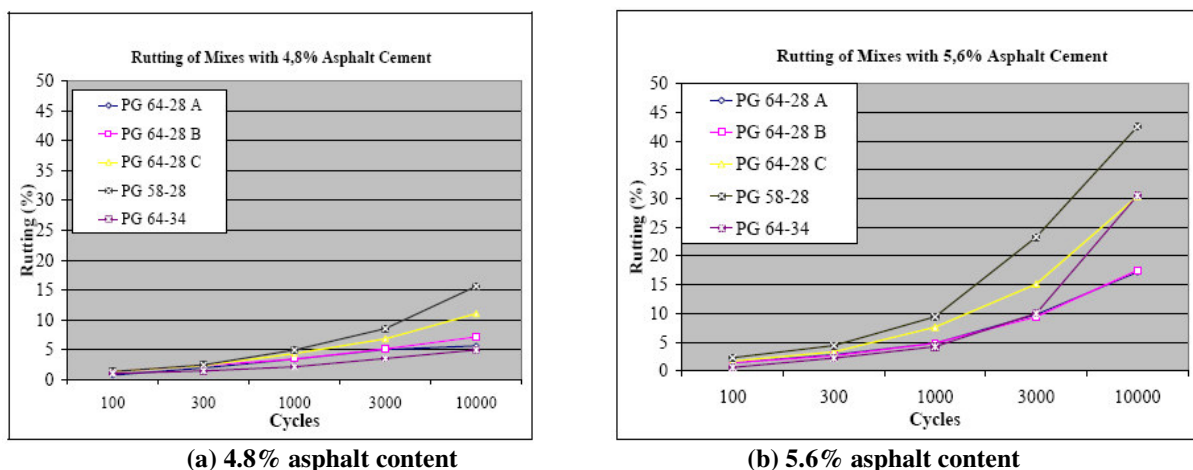 Rutting of Mixes with 4,8% Asphalt Cement
50
45
40
35
30
25
20
15
10
5
0
Rutting (%)
PG 64-28 A
PG 64-28 B
PG 64-28 C
PG 58-28
PG 64-34
100 300 1000 3000 10000
Cycles
(a) 4.8% asphalt content
Rutting of Mixes with 5,6% Asphalt Cement
50
45
40
35
30
25
20
15
10
5
0
Rutting (%)
PG 64-28 A
PG 64-28 B
PG 64-28 C
PG 58-28
PG 64-34
100 300 1000 3000 10000
Cycles
(b) 5.6% asphalt content